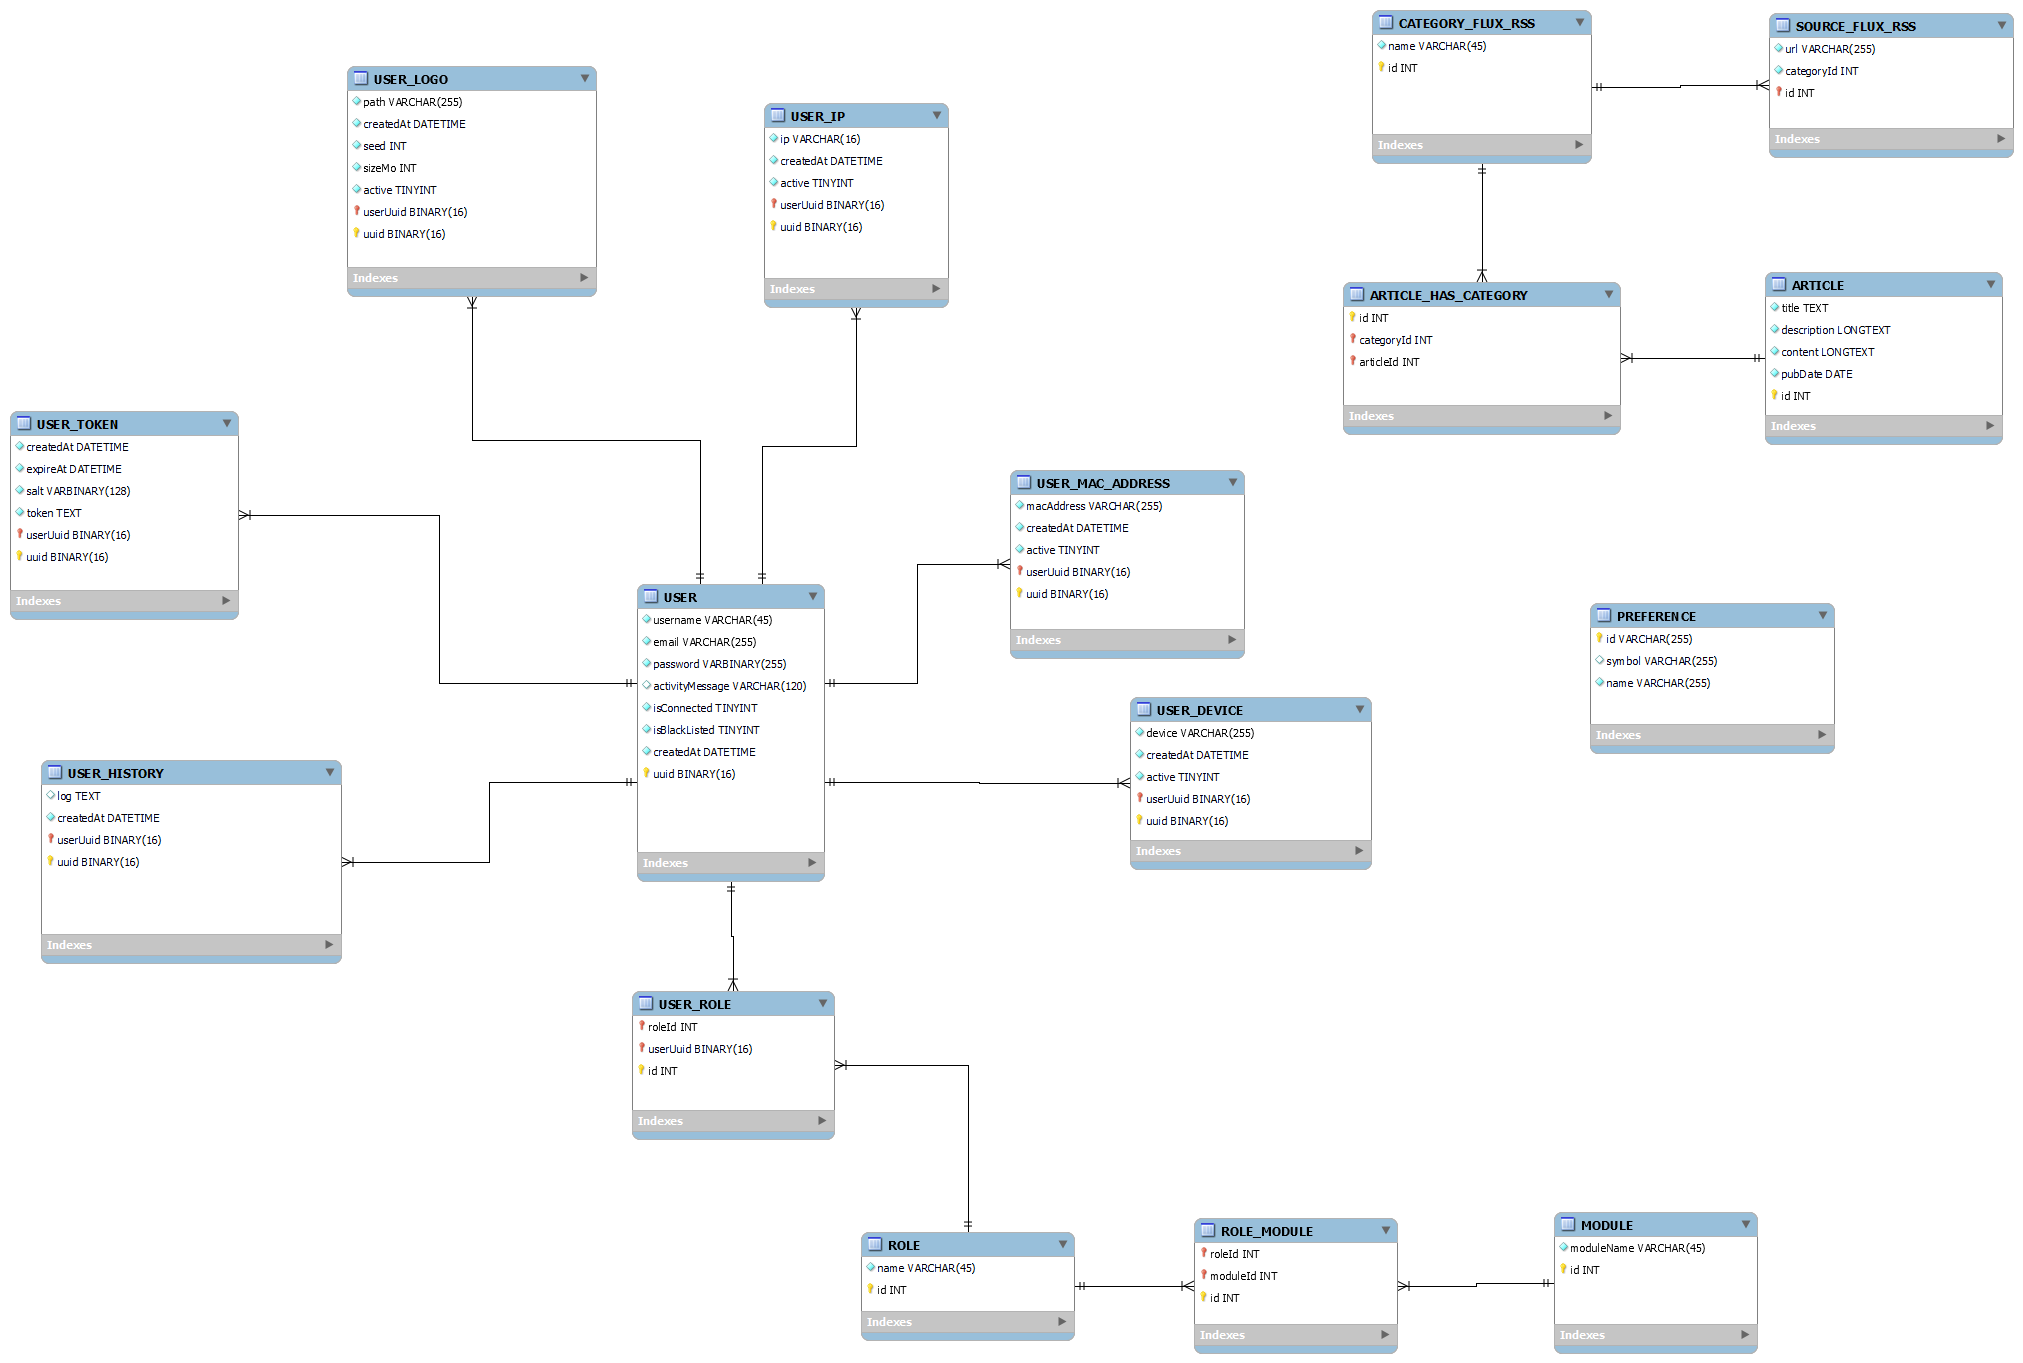 CATEGORY_FLUX_RSS
name VARCHAR(45)
id INT
Indexes
SOURCE_FLUX_RSS
url VARCHAR(255)
categoryId INT
id INT
Indexes
USER_LOGO
path VARCHAR(255)
createdAt DATETIME
seed INT
sizeMo INT
active TINYINT
userUuid BINARY(16)
uuid BINARY(16)
Indexes
USER_IP
ip VARCHAR(16)
createdAt DATETIME
active TINYINT
userUuid BINARY(16)
uuid BINARY(16)
Indexes
ARTICLE_HAS_CATEGORY
id INT
categoryId INT
articleId INT
Indexes
ARTICLE
title TEXT
description LONGTEXT
content LONGTEXT
pubDate DATE
id INT
Indexes
USER_TOKEN
createdAt DATETIME
expireAt DATETIME
salt VARBINARY(128)
token TEXT
userUuid BINARY(16)
uuid BINARY(16)
Indexes
USER_MAC_ADDRESS
macAddress VARCHAR(255)
createdAt DATETIME
active TINYINT
userUuid BINARY(16)
uuid BINARY(16)
Indexes
USER
username VARCHAR(45)
email VARCHAR(255)
password VARBINARY(255)
activityMessage VARCHAR(120)
isConnected TINYINT
isBlackListed TINYINT
createdAt DATETIME
uuid BINARY(16)
Indexes
PREFERENCE
id VARCHAR(255)
symbol VARCHAR(255)
name VARCHAR(255)
Indexes
USER_DEVICE
device VARCHAR(255)
createdAt DATETIME
active TINYINT
userUuid BINARY(16)
uuid BINARY(16)
Indexes
USER_HISTORY
log TEXT
createdAt DATETIME
userUuid BINARY(16)
uuid BINARY(16)
Indexes
USER_ROLE
roleId INT
userUuid BINARY(16)
id INT
Indexes
ROLE
name VARCHAR(45)
id INT
Indexes
ROLE_MODULE
roleId INT
moduleId INT
id INT
Indexes
MODULE
moduleName VARCHAR(45)
id INT
Indexes